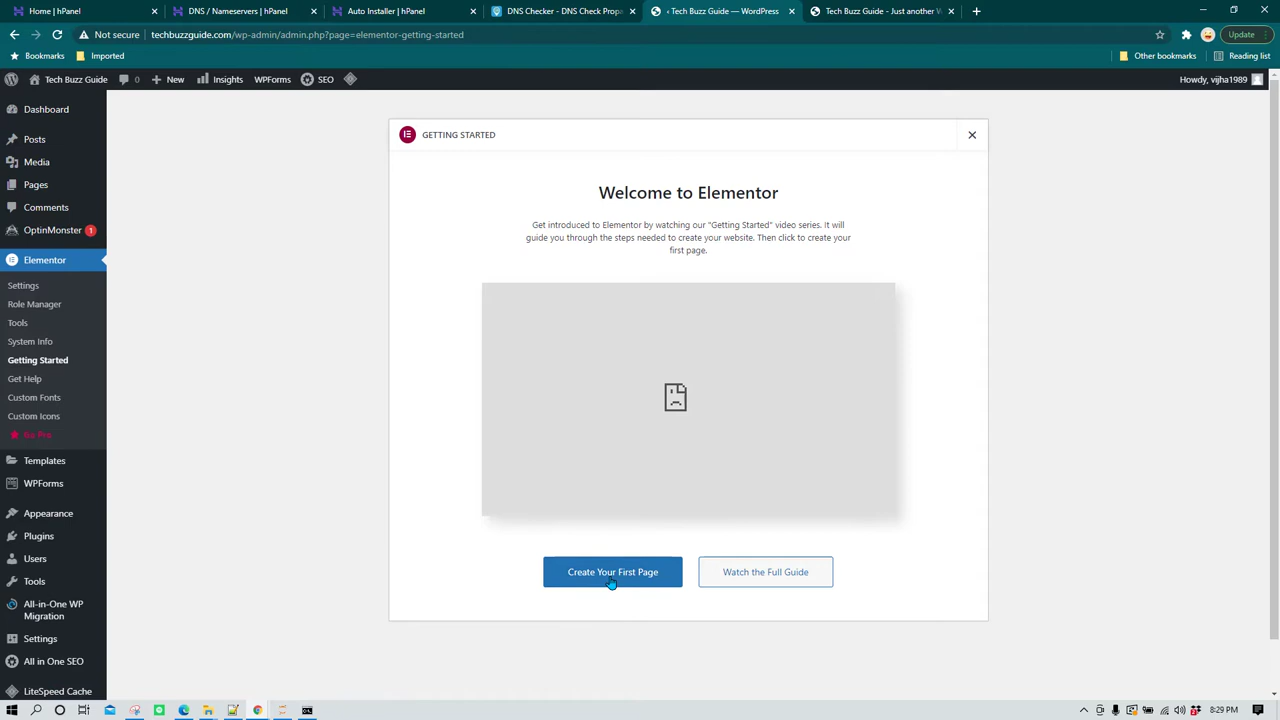 Home | hPanel
DNS / Nameservers | hPanel
Auto Installer | hPanel
DNS Checker - DNS Check Propa
‹ Tech Buzz Guide — WordPress
Tech Buzz Guide - Just another W
Not secure
techbuzzguide.com/wp-admin/admin.php?page=elementor-getting-started
Update
Bookmarks
Imported
Other bookmarks
Reading list
Tech Buzz Guide
0
New
Insights
WPForms
SEO
Howdy, vijha1989
Dashboard
Posts
Media
Pages
Comments
OptinMonster 1
Elementor
Settings
Role Manager
Tools
System Info
Getting Started
Get Help
Custom Fonts
Custom Icons
Go Pro
Templates
WPForms
Appearance
Plugins
Users
Tools
All-in-One WP
Migration
Settings
All in One SEO
LiteSpeed Cache
GETTING STARTED
Welcome to Elementor
Get introduced to Elementor by watching our "Getting Started" video series. It will
guide you through the steps needed to create your website. Then click to create your
first page.
Create Your First Page
Watch the Full Guide
8:29 PM